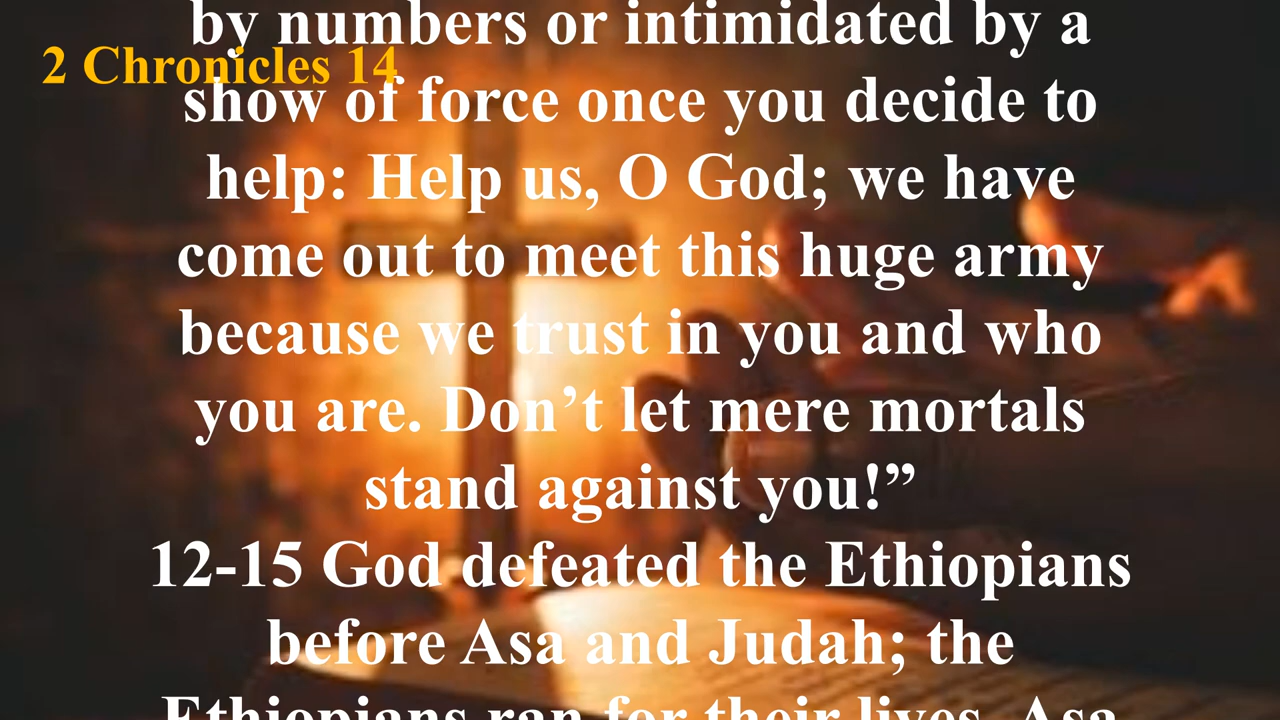 by numbers or intimidated by a
2 Chronicles 14
show of force once you decide to
help: Help us, O God; we have
come out to meet this huge army
because we trust in you and who
you are. Don’t let mere mortals
stand against you!”
12-15 God defeated the Ethiopians
before Asa and Judah; the
Ethiopians ran for their lives. Asa